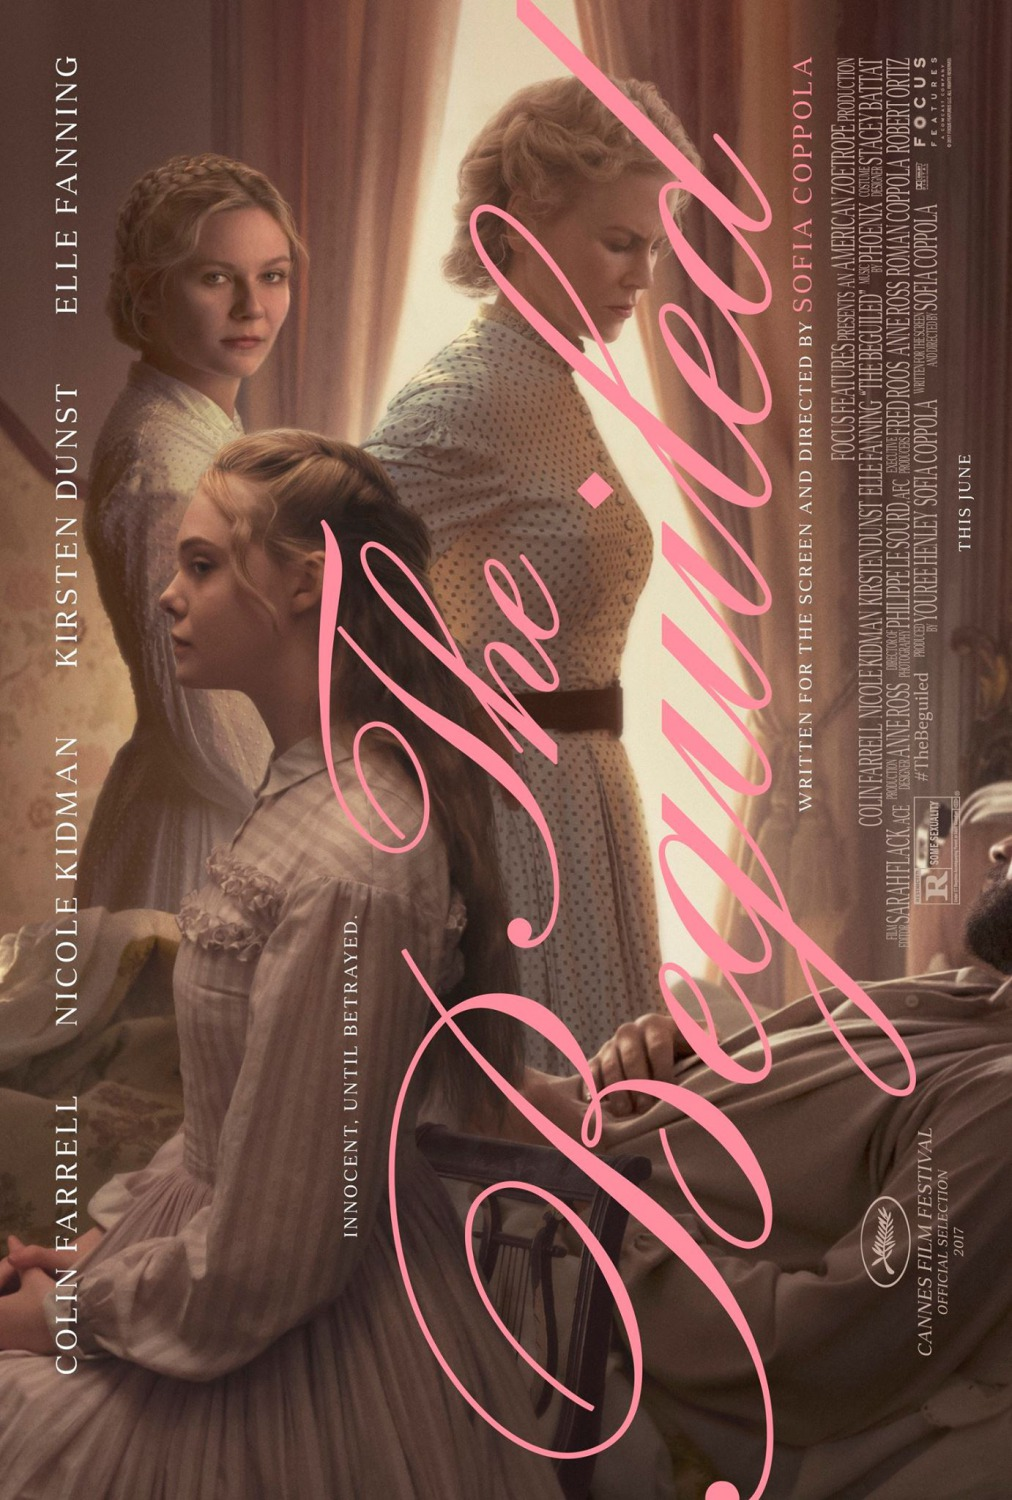 COLIN FARRELL NICOLE KIDMAN KIRSTEN DUNST ELLE FANNING
INNOCENT, UNTIL BETRAYED.
The
Beguiled
WRITTEN FOR THE SCREEN AND DIRECTED BY SOFIA COPPOLA
FOCUS FEATURES PRESENTS AN AMERICAN ZOETROPE PRODUCTION
COLIN FARRELL NICOLE KIDMAN KIRSTEN DUNST ELLE FANNING "THE BEGUILED" MUSIC BY PHOENIX COSTUME DESIGNER STACEY BATTAT
FILM EDITOR SARAH FLACK, ACE PRODUCTION DESIGNER ANNE ROSS DIRECTOR OF PHOTOGRAPHY PHILIPPE LE SOURD, AFC EXECUTIVE PRODUCERS FRED ROOS ANNE ROSS ROMAN COPPOLA ROBERT ORTIZ
R SOME SEXUALITY
#TheBeguiled
PRODUCED BY YOUREE HENLEY SOFIA COPPOLA WRITTEN FOR THE SCREEN AND DIRECTED BY SOFIA COPPOLA
FOCUS
FEATURES
A COMCAST COMPANY
THIS JUNE
CANNES FILM FESTIVAL
OFFICIAL SELECTION
2017